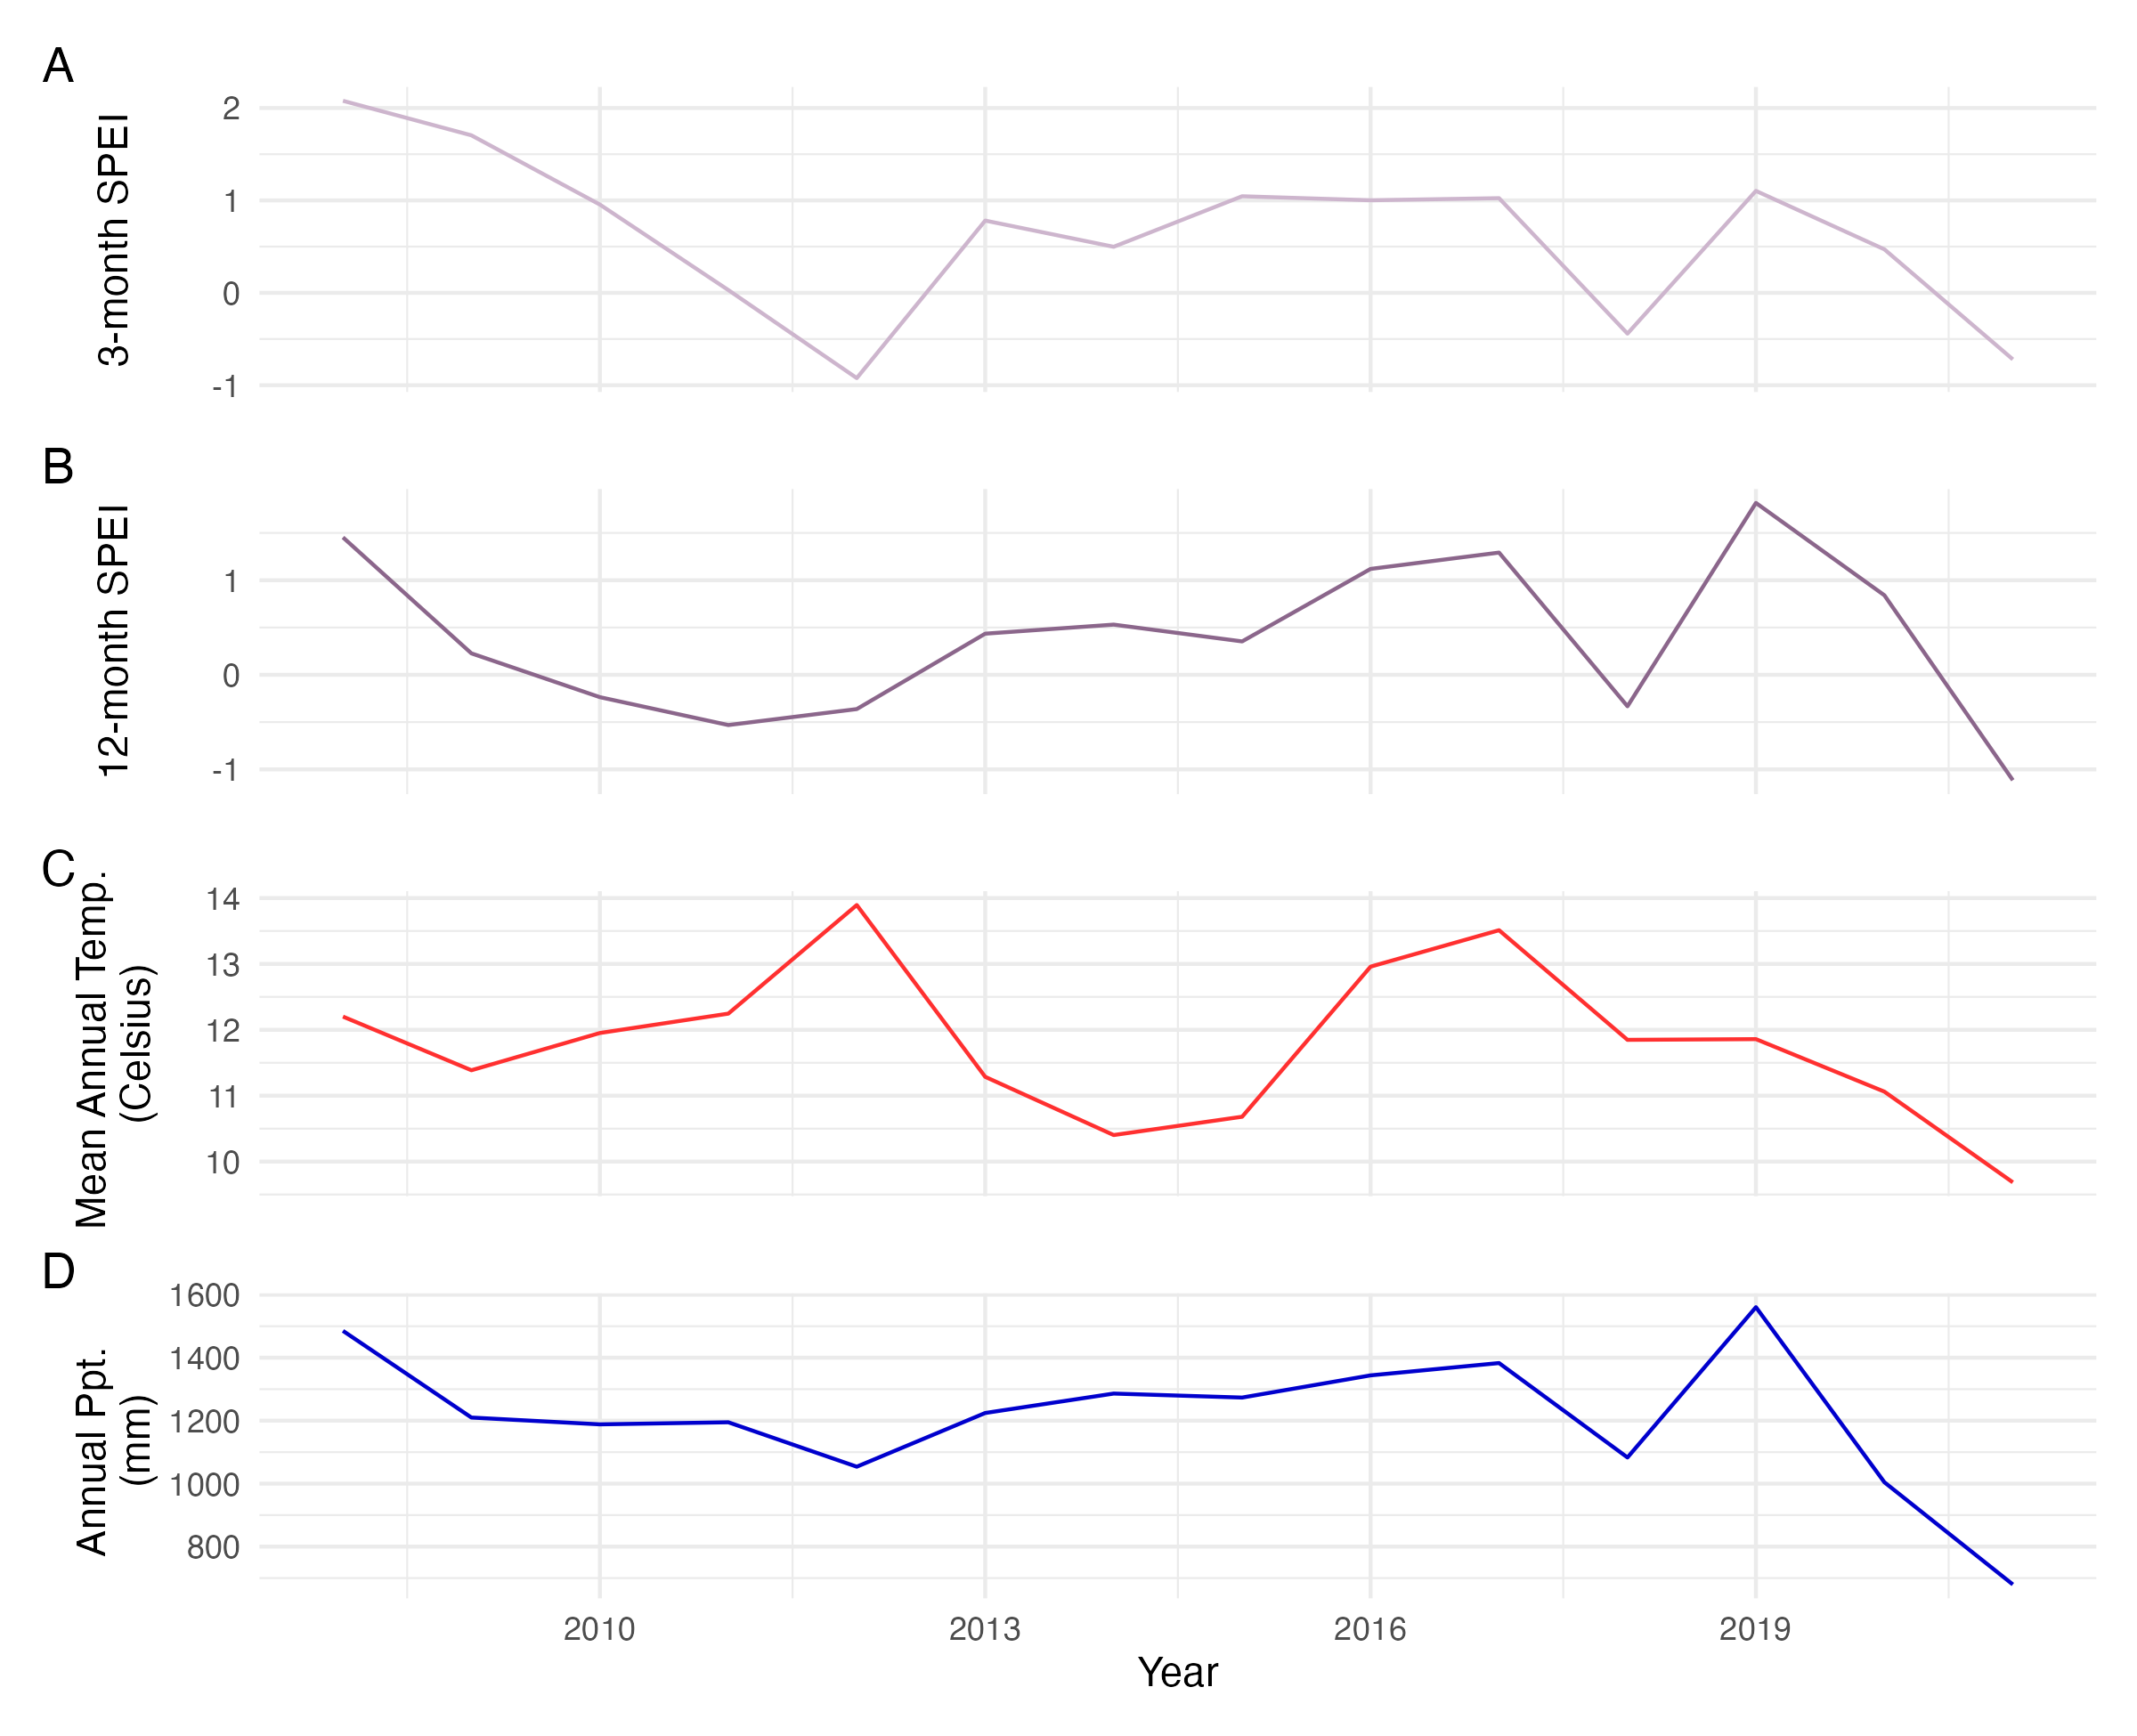 A
3-month SPEI
2
1
0
-1
B
12-month SPEI
1
0
-1
C
Mean Annual Temp.
(Celsius)
14
13
12
11
10
D
Annual Ppt.
(mm)
1600
1400
1200
1000
800
2010 2013 2016 2019
Year